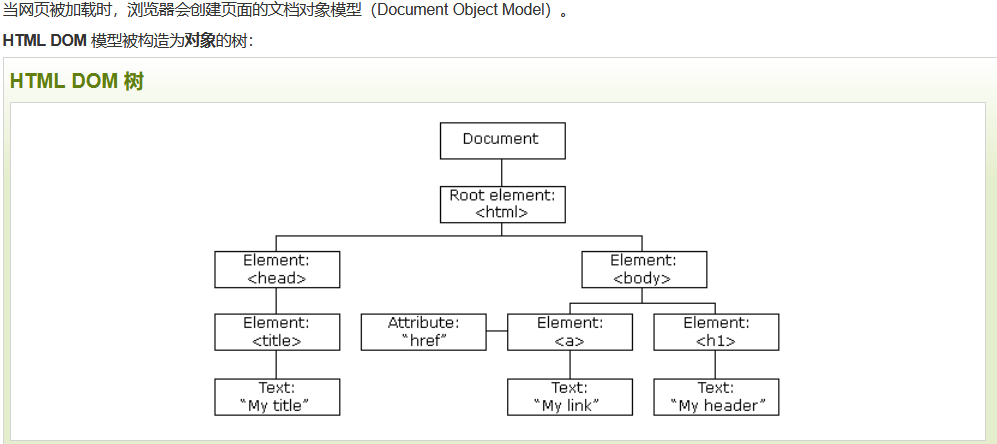 当网页被加载时，浏览器会创建页面的文档对象模型（Document Object Model）。
HTML DOM 模型被构造为对象的树：
HTML DOM 树
Document
Root element:
<html>
Element:
<head>
Element:
<body>
Element:
<title>
Attribute:
“href”
Element:
<a>
Element:
<h1>
Text:
“My title”
Text:
“My link”
Text:
“My header”